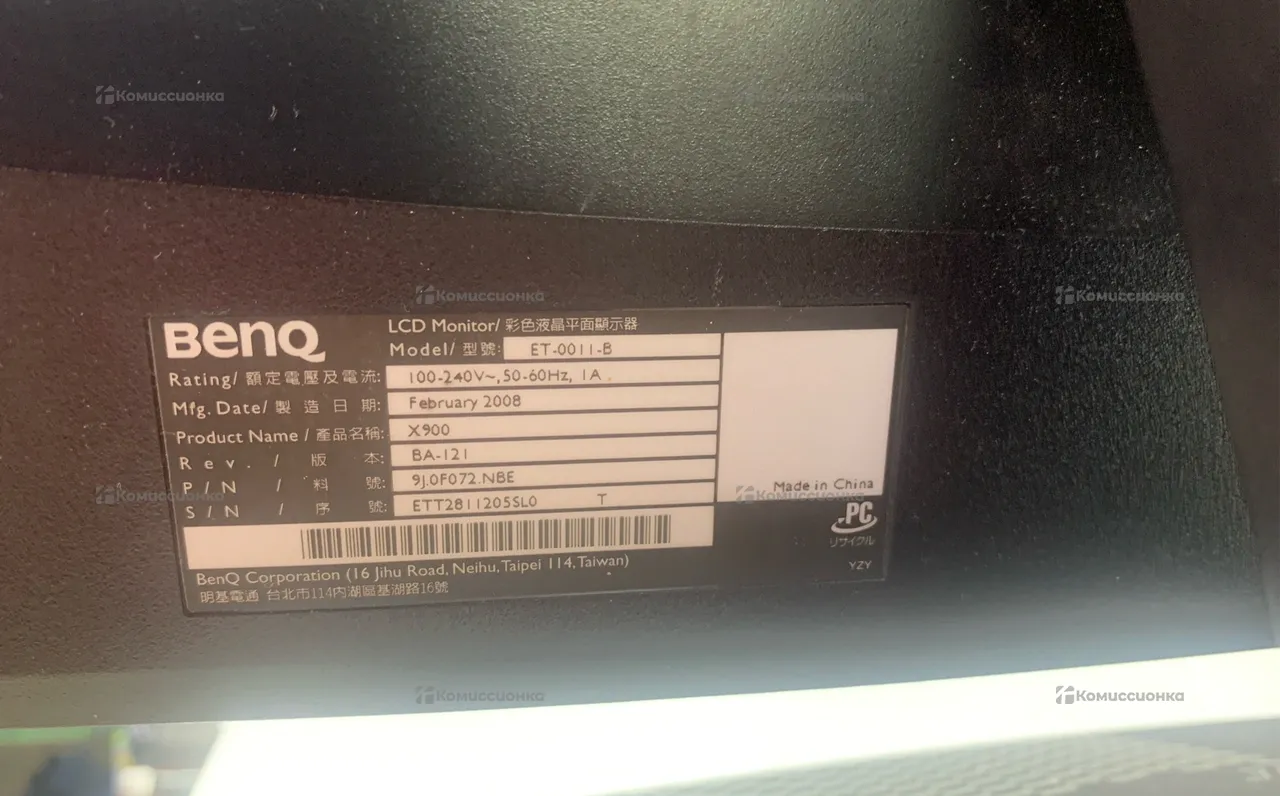 BenQ
LCD Monitor/ 彩色液晶平面顯示器
Model/ 型號: ET-0011-B
Rating/ 額定電壓及電流: 100-240V~,50-60Hz, 1A
Mfg. Date/ 製造日期: February 2008
Product Name / 產品名稱: X900
Rev. / 版本: BA-121
P/N / 料號: 9J.0F072.NBE
S/N / 序號: ETT2811205SL0 T
Made in China
PC
リサイクル
YZY
BenQ Corporation (16 Jihu Road, Neihu, Taipei 114, Taiwan)
明基電通 台北市114內湖區基湖路16號
Комиссионка
Комиссионка
Комиссионка
Комиссионка
Комиссионка
Комиссионка
Комиссионка
Комиссионка